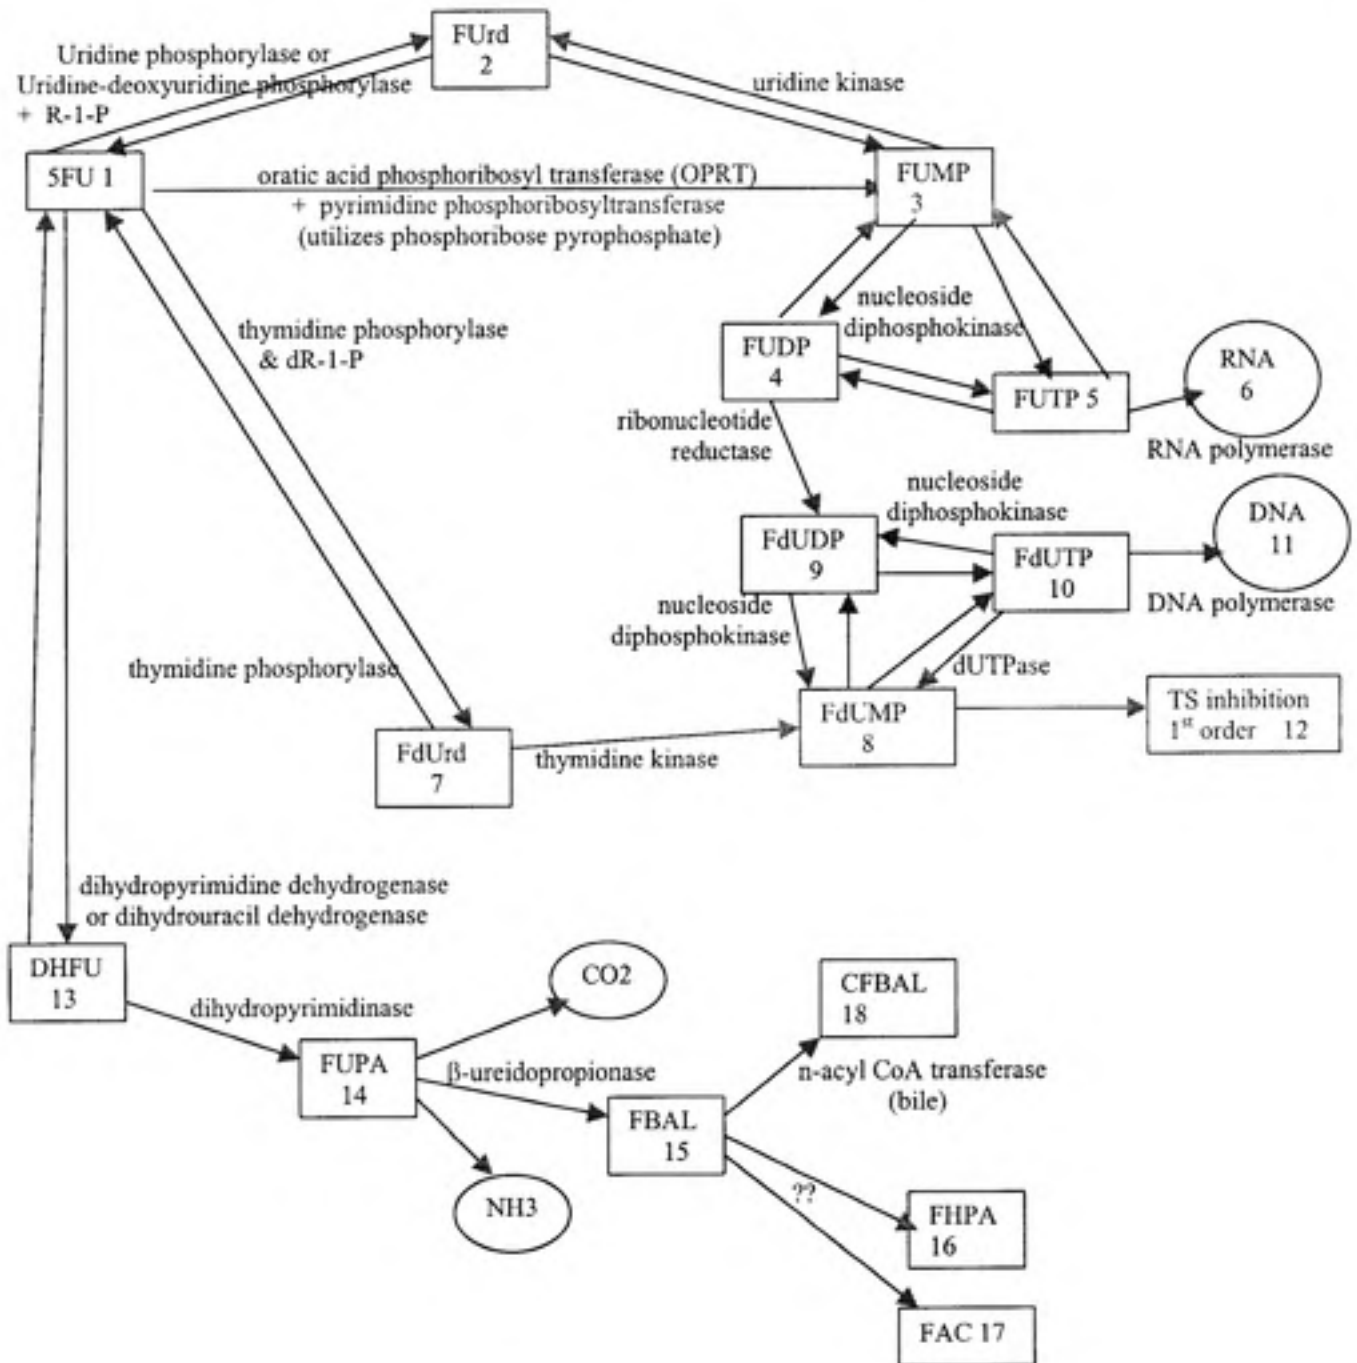 FUrd
2
Uridine phosphorylase or
Uridine-deoxyuridine phosphorylase
+ R-1-P
uridine kinase
5FU 1
oratic acid phosphoribosyl transferase (OPRT)
+ pyrimidine phosphoribosyltransferase
(utilizes phosphoribose pyrophosphate)
FUMP
3
thymidine phosphorylase
& dR-1-P
nucleoside
diphosphokinase
FUDP
4
FUTP 5
RNA
6
RNA polymerase
ribonucleotide
reductase
nucleoside
diphosphokinase
FdUDP
9
FdUTP
10
DNA
11
DNA polymerase
nucleoside
diphosphokinase
dUTPase
thymidine phosphorylase
FdUMP
8
TS inhibition
1st order 12
FdUrd
7
thymidine kinase
dihydropyrimidine dehydrogenase
or dihydrouracil dehydrogenase
DHFU
13
dihydropyrimidinase
CO2
CFBAL
18
FUPA
14
β-ureidopropionase
n-acyl CoA transferase
(bile)
FBAL
15
NH3
??
FHPA
16
FAC 17